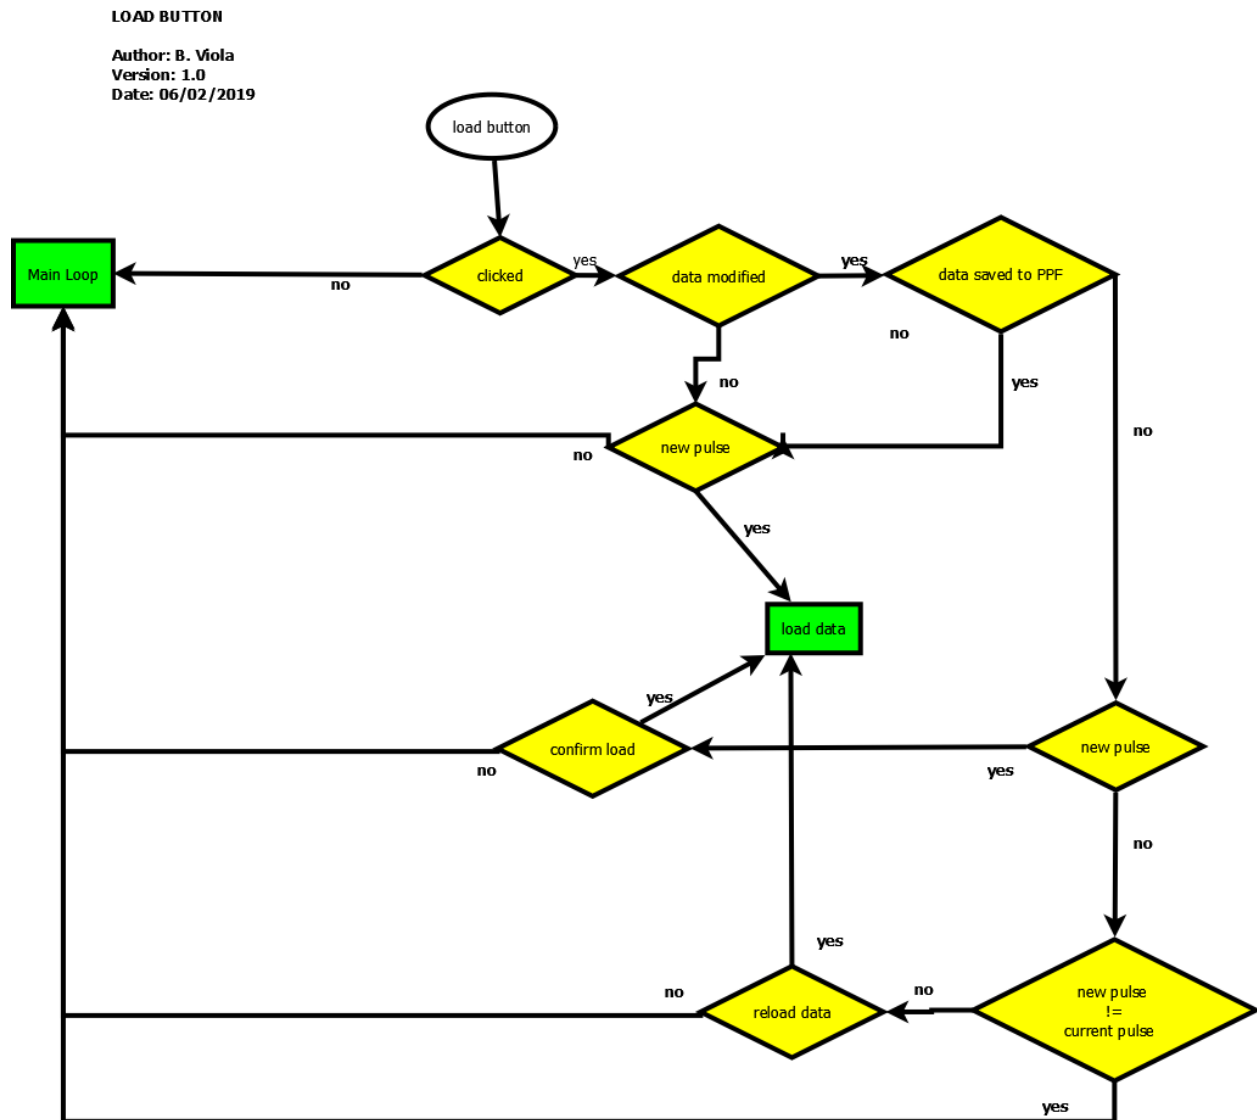 LOAD BUTTON
Author: B. Viola
Version: 1.0
Date: 06/02/2019
load button
Main Loop
no
clicked
yes
data modified
yes
data saved to PPF
no
no
yes
no
new pulse
no
yes
load data
yes
confirm load
no
yes
new pulse
no
yes
no
reload data
no
new pulse
!=
current pulse
yes